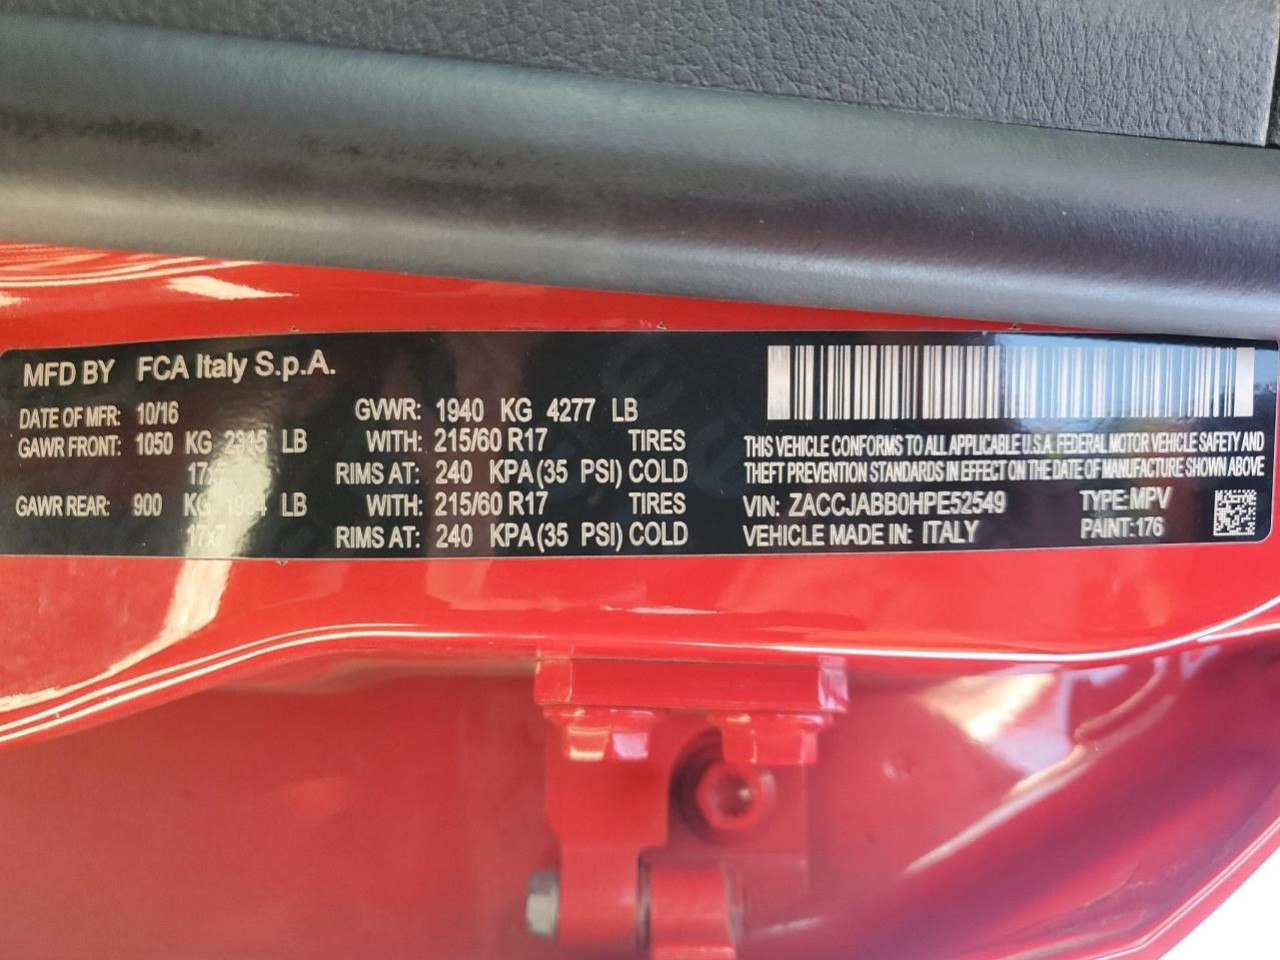 MFD BY FCA Italy S.p.A.
DATE OF MFR: 10/16 GVWR: 1940 KG 4277 LB
GAWR FRONT: 1050 KG 2315 LB WITH: 215/60 R17 TIRES
17x7 RIMS AT: 240 KPA (35 PSI) COLD
GAWR REAR: 900 KG 1984 LB WITH: 215/60 R17 TIRES
17x7 RIMS AT: 240 KPA (35 PSI) COLD
THIS VEHICLE CONFORMS TO ALL APPLICABLE U.S.A. FEDERAL MOTOR VEHICLE SAFETY AND
THEFT PREVENTION STANDARDS IN EFFECT ON THE DATE OF MANUFACTURE SHOWN ABOVE
VIN: ZACCJABB0HPE52549 TYPE: MPV
VEHICLE MADE IN: ITALY PAINT: 176